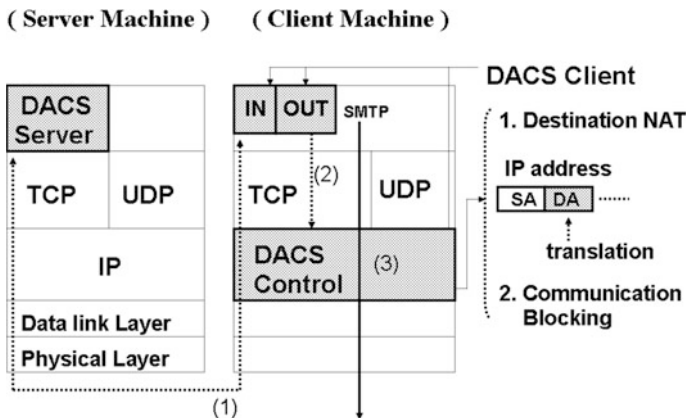 ( Server Machine )
( Client Machine )
DACS Server
TCP
UDP
IP
Data link Layer
Physical Layer
(1)
IN
OUT
SMTP
(2)
TCP
UDP
DACS Control
(3)
DACS Client
1. Destination NAT
IP address
SA
DA
translation
2. Communication
Blocking